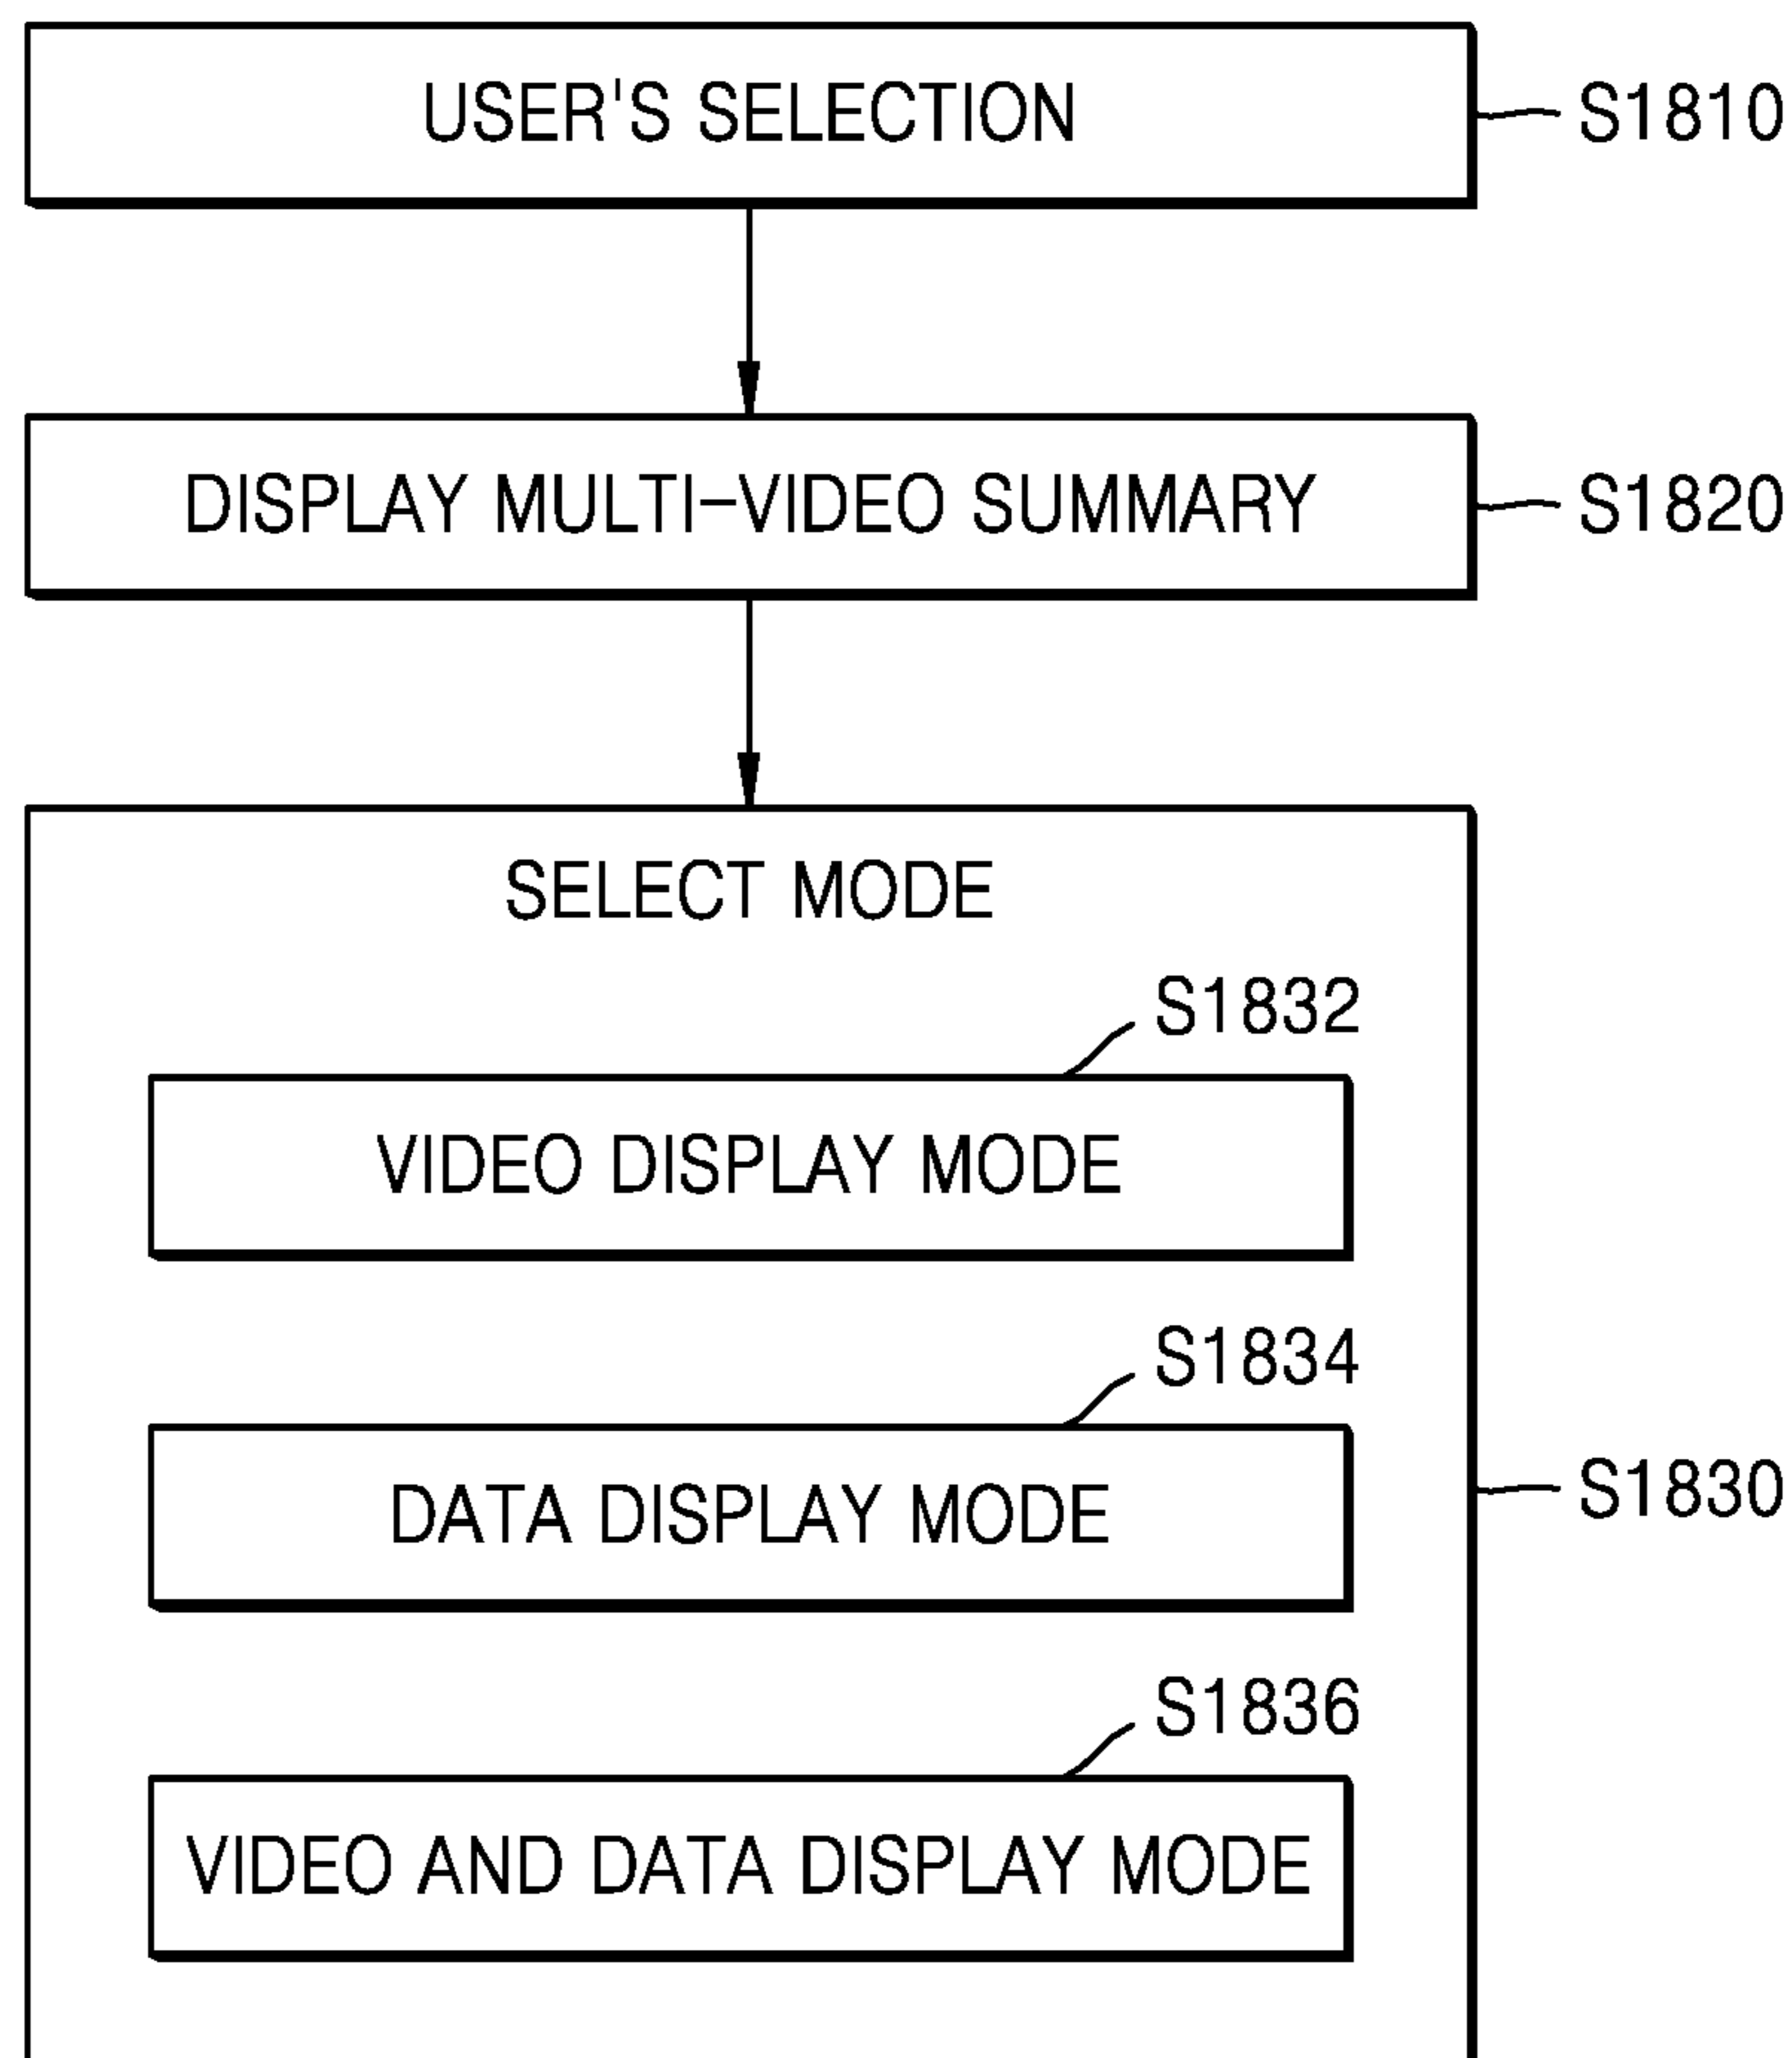 USER'S SELECTION
S1810
DISPLAY MULTI-VIDEO SUMMARY
S1820
SELECT MODE
S1832
VIDEO DISPLAY MODE
S1834
DATA DISPLAY MODE
S1830
S1836
VIDEO AND DATA DISPLAY MODE